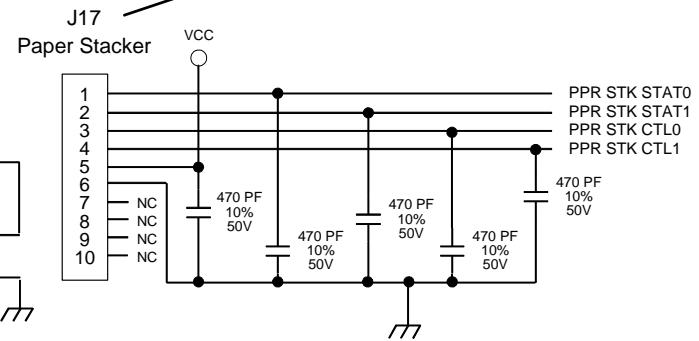 J17
Paper Stacker
VCC
1
2
3
4
5
6
7
8
9
10
NC
NC
NC
NC
PPR STK STAT0
PPR STK STAT1
PPR STK CTL0
PPR STK CTL1
470 PF
10%
50V
470 PF
10%
50V
470 PF
10%
50V
470 PF
10%
50V
470 PF
10%
50V